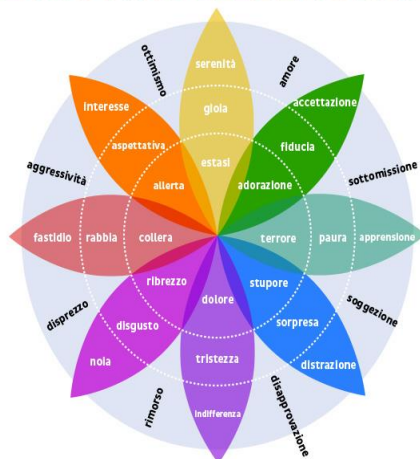 ottimismo
serenità
amore
interesse
gioia
accettazione
aspettativa
fiducia
aggressività
estasi
sottomissione
allerta
adorazione
fastidio
rabbia
collera
terrore
paura
apprensione
ribrezzo
stupore
disprezzo
dolore
soggezione
disgusto
sorpresa
noia
tristezza
distrazione
rimorso
indifferenza
disapprovazione